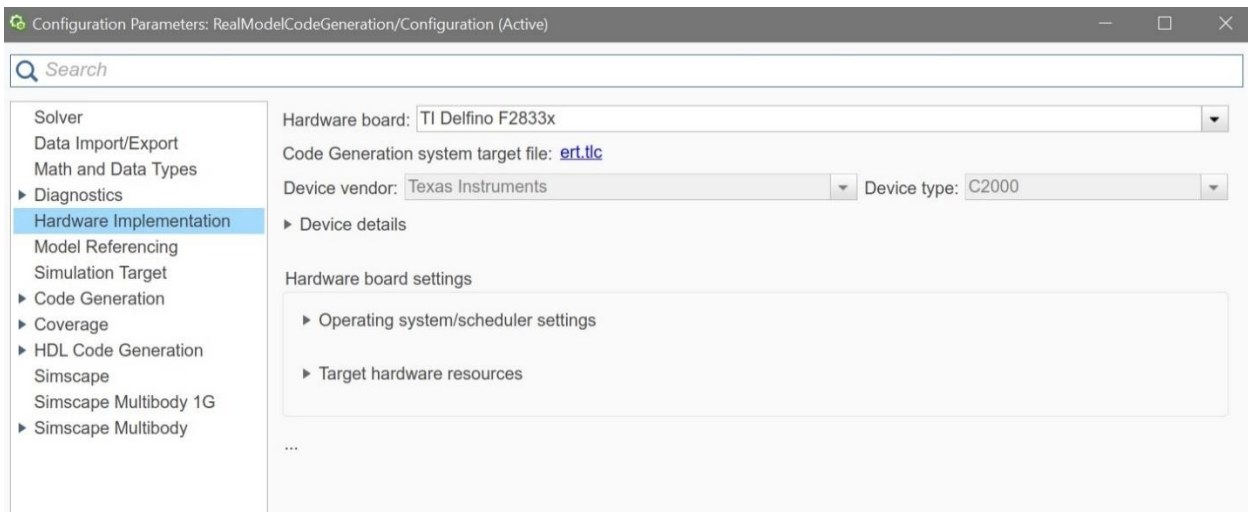 Configuration Parameters: RealModelCodeGeneration/Configuration (Active)
Search
Solver
Data Import/Export
Math and Data Types
Diagnostics
Hardware Implementation
Model Referencing
Simulation Target
Code Generation
Coverage
HDL Code Generation
Simscape
Simscape Multibody 1G
Simscape Multibody
Hardware board: TI Delfino F2833x
Code Generation system target file: ert.tlc
Device vendor: Texas Instruments Device type: C2000
Device details
Hardware board settings
Operating system/scheduler settings
Target hardware resources
...